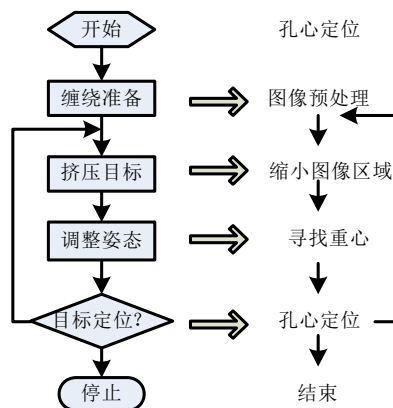 开始
孔心定位
缠绕准备
图像预处理
挤压目标
缩小图像区域
调整姿态
寻找重心
目标定位?
孔心定位
停止
结束